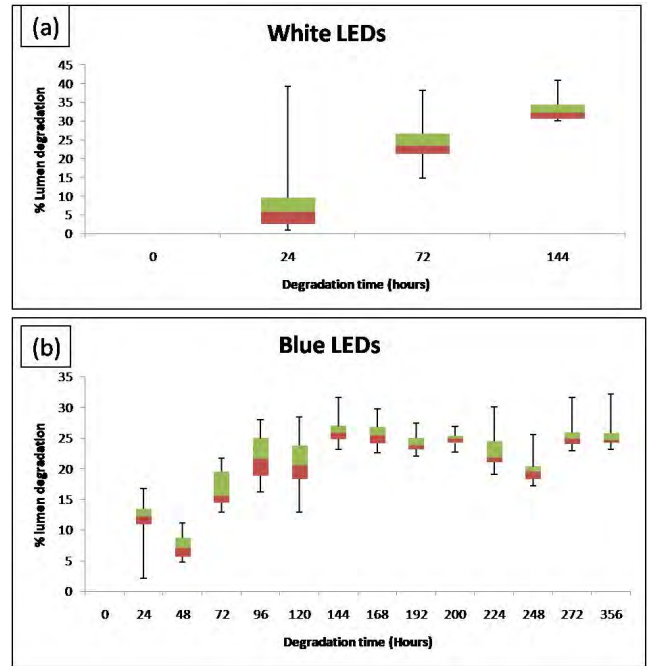 (a)
White LEDs
% Lumen degradation
45
40
35
30
25
20
15
10
5
0
0 24 72 144
Degradation time (hours)
(b)
Blue LEDs
% lumen degradation
35
30
25
20
15
10
5
0
0 24 48 72 96 120 144 168 192 200 224 248 272 356
Degradation time (Hours)